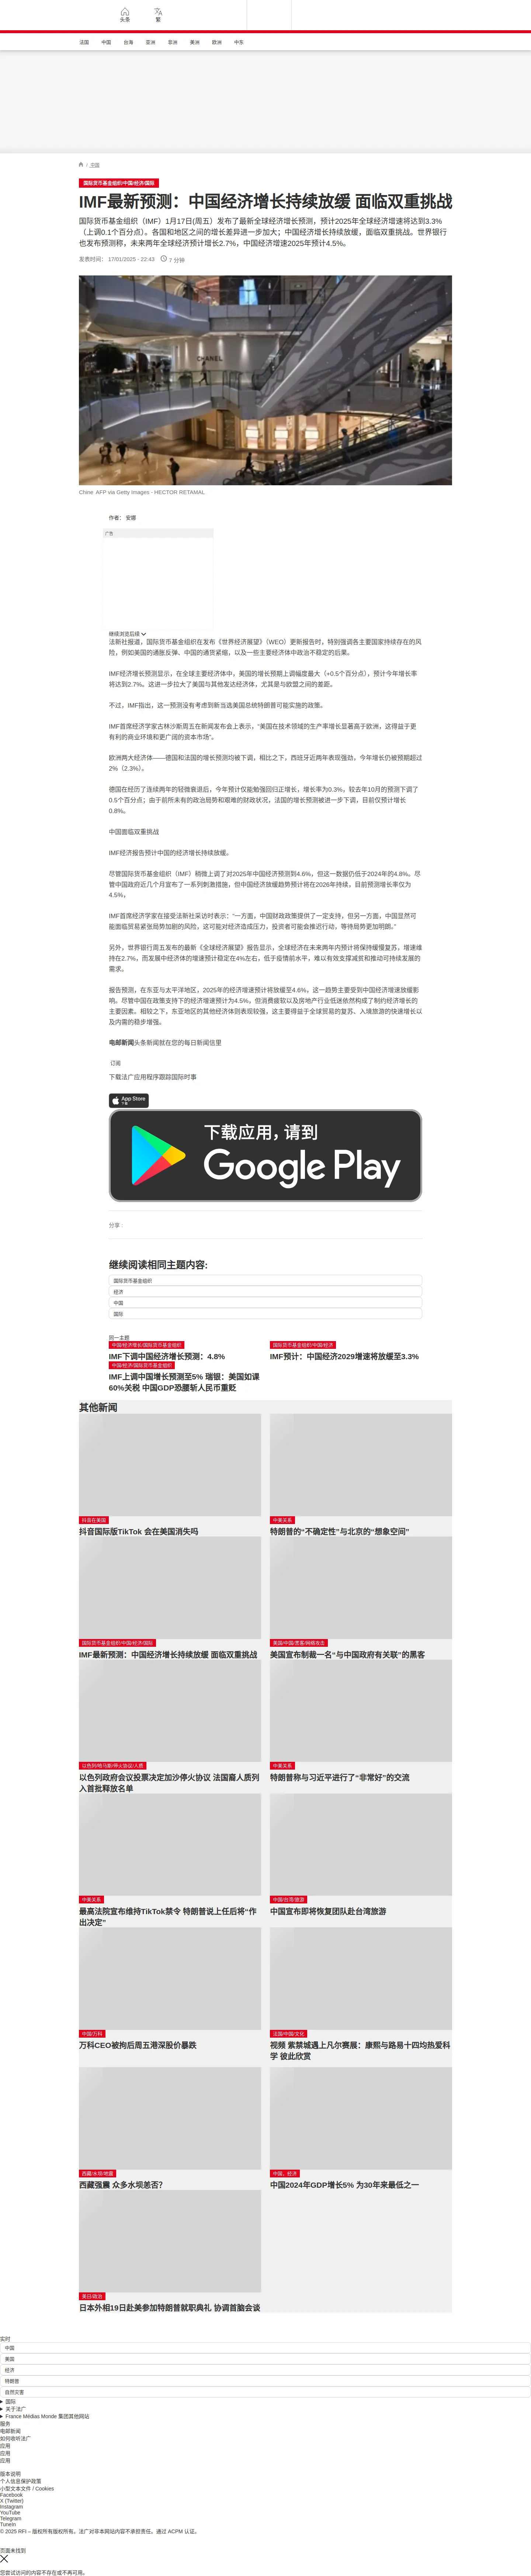 头条
繁
法国
中国
台海
亚洲
非洲
美洲
欧洲
中东
/ 法国
国际货币基金组织/中国/经济/国际
IMF最新预测：中国经济增长持续放缓 面临双重挑战
国际货币基金组织（IMF）1月17日(周五）发布了最新全球经济增长预测，预计2025年全球经济增速将达到3.3%
（上调0.1个百分点）。各国和地区之间的增长差异进一步加大；中国经济增长持续放缓，面临双重挑战。世界银行
也发布预测称，未来两年全球经济预计增长2.7%，中国经济增速2025年预计4.5%。
发表时间： 17/01/2025 - 22:43
7 分钟
CHANEL
Chine AFP via Getty Images - HECTOR RETAMAL
作者： 安娜
广告
继续浏览后续
法新社报道，国际货币基金组织在发布《世界经济展望》（WEO）更新报告时，特别强调各主要国家持续存在的风
险，例如美国的通胀反弹、中国的通货紧缩，以及一些主要经济体中政治不稳定的后果。
IMF经济增长预测显示，在全球主要经济体中，美国的增长预期上调幅度最大（+0.5个百分点），预计今年增长率
将达到2.7%。这进一步拉大了美国与其他发达经济体，尤其是与欧盟之间的差距。
不过，IMF指出，这一预测没有考虑到新当选美国总统特朗普可能实施的政策。
IMF首席经济学家古林沙斯周五在新闻发布会上表示，“美国在技术领域的生产率增长显著高于欧洲，这得益于更
有利的商业环境和更广阔的资本市场”。
欧洲两大经济体——德国和法国的增长预测均被下调，相比之下，西班牙近两年表现强劲，今年增长仍被预期超过
2%（2.3%）。
德国在经历了连续两年的轻微衰退后，今年预计仅能勉强回归正增长，增长率为0.3%，较去年10月的预测下调了
0.5个百分点；由于前所未有的政治局势和艰难的财政状况，法国的增长预测被进一步下调，目前仅预计增长
0.8%。
中国面临双重挑战
IMF经济报告预计中国的经济增长持续放缓。
尽管国际货币基金组织（IMF）稍微上调了对2025年中国经济预测到4.6%，但这一数据仍低于2024年的4.8%。尽
管中国政府近几个月宣布了一系列刺激措施，但中国经济放缓趋势预计将在2026年持续，目前预测增长率仅为
4.5%。
IMF首席经济学家在接受法新社采访时表示：“一方面，中国财政政策提供了一定支持，但另一方面，中国显然可
能面临贸易紧张局势加剧的风险，这可能对经济造成压力，投资者可能会推迟行动，等待局势更加明朗。”
另外，世界银行周五发布的最新《全球经济展望》报告显示，全球经济在未来两年内预计将保持缓慢复苏，增速维
持在2.7%，而发展中经济体的增速预计稳定在4%左右，低于疫情前水平，难以有效支撑减贫和推动可持续发展的
需求。
报告预测，在东亚与太平洋地区，2025年的经济增速预计将放缓至4.6%。这一趋势主要受到中国经济增速放缓影
响。尽管中国在政策支持下的经济增速预计为4.5%，但消费疲软以及房地产行业低迷依然构成了制约经济增长的
主要因素。相较之下，东亚地区的其他经济体则表现较强，这主要得益于全球贸易的复苏、入境旅游的快速增长以
及内需的稳步增强。
电邮新闻头条新闻就在您的每日新闻信里
订阅
下载法广应用程序跟踪国际时事
App Store
下载
下载应用，请到
Google Play
分享 :
继续阅读相同主题内容:
国际货币基金组织
经济
中国
国际
同一主题
中国/经济增长/国际货币基金组织
IMF下调中国经济增长预测：4.8%
国际货币基金组织/中国/经济
IMF预计：中国经济2029增速将放缓至3.3%
中国/经济/国际货币基金组织
IMF上调中国增长预测至5% 瑞银：美国如课
60%关税 中国GDP恐腰斩人民币重贬
其他新闻
抖音在美国
抖音国际版TikTok 会在美国消失吗
中美关系
特朗普的“不确定性”与北京的“想象空间”
国际货币基金组织/中国/经济/国际
IMF最新预测：中国经济增长持续放缓 面临双重挑战
美国/中国/黑客/网络攻击
美国宣布制裁一名“与中国政府有关联”的黑客
以色列/哈马斯/停火协议/人质
以色列政府会议投票决定加沙停火协议 法国裔人质列
入首批释放名单
中美关系
特朗普称与习近平进行了“非常好”的交流
中美关系
最高法院宣布维持TikTok禁令 特朗普说上任后将“作
出决定”
中国/台湾/旅游
中国宣布即将恢复团队赴台湾旅游
中国/万科
万科CEO被拘后周五港深股价暴跌
法国/中国/文化
视频 紫禁城遇上凡尔赛展：康熙与路易十四均热爱科
学 彼此欣赏
西藏/水坝/地震
西藏强震 众多水坝恙否?
中国、经济
中国2024年GDP增长5% 为30年来最低之一
美日/政治
日本外相19日赴美参加特朗普就职典礼 协调首脑会谈
实时
中国
美国
经济
特朗普
自然灾害
国际
关于法广
France Médias Monde 集团其他网站
服务
电邮新闻
如何收听法广
应用
应用
应用
版本说明
个人信息保护政策
小型文本文件 / Cookies
Facebook
X (Twitter)
Instagram
YouTube
Telegram
TuneIn
© 2025 RFI – 版权所有版权所有。法广对非本网站内容不承担责任。通过 ACPM 认证。
页面未找到
您尝试访问的内容不存在或不再可用。